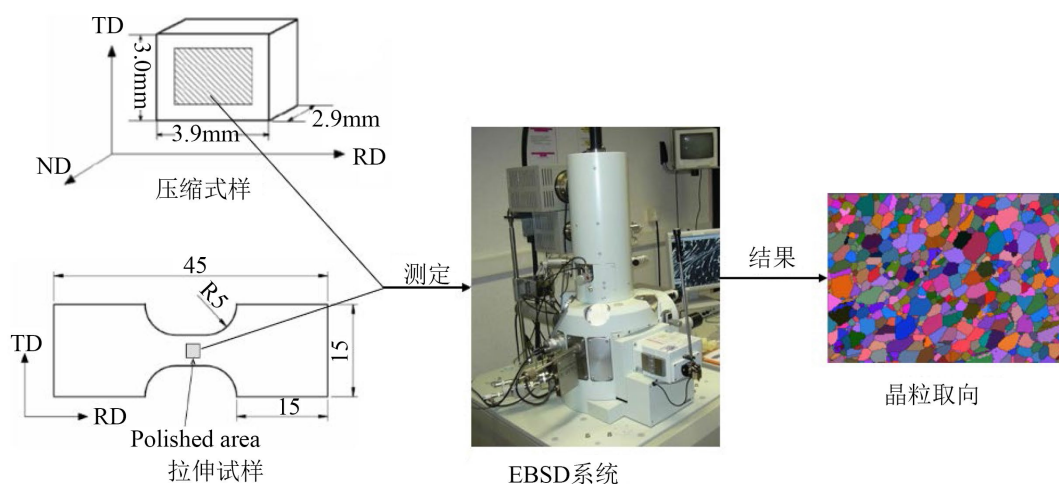 TD
3.0mm
2.9mm
3.9mm
ND
RD
压缩式样
45
R5
测定
结果
TD
15
RD
15
Polished area
拉伸试样
EBSD系统
晶粒取向